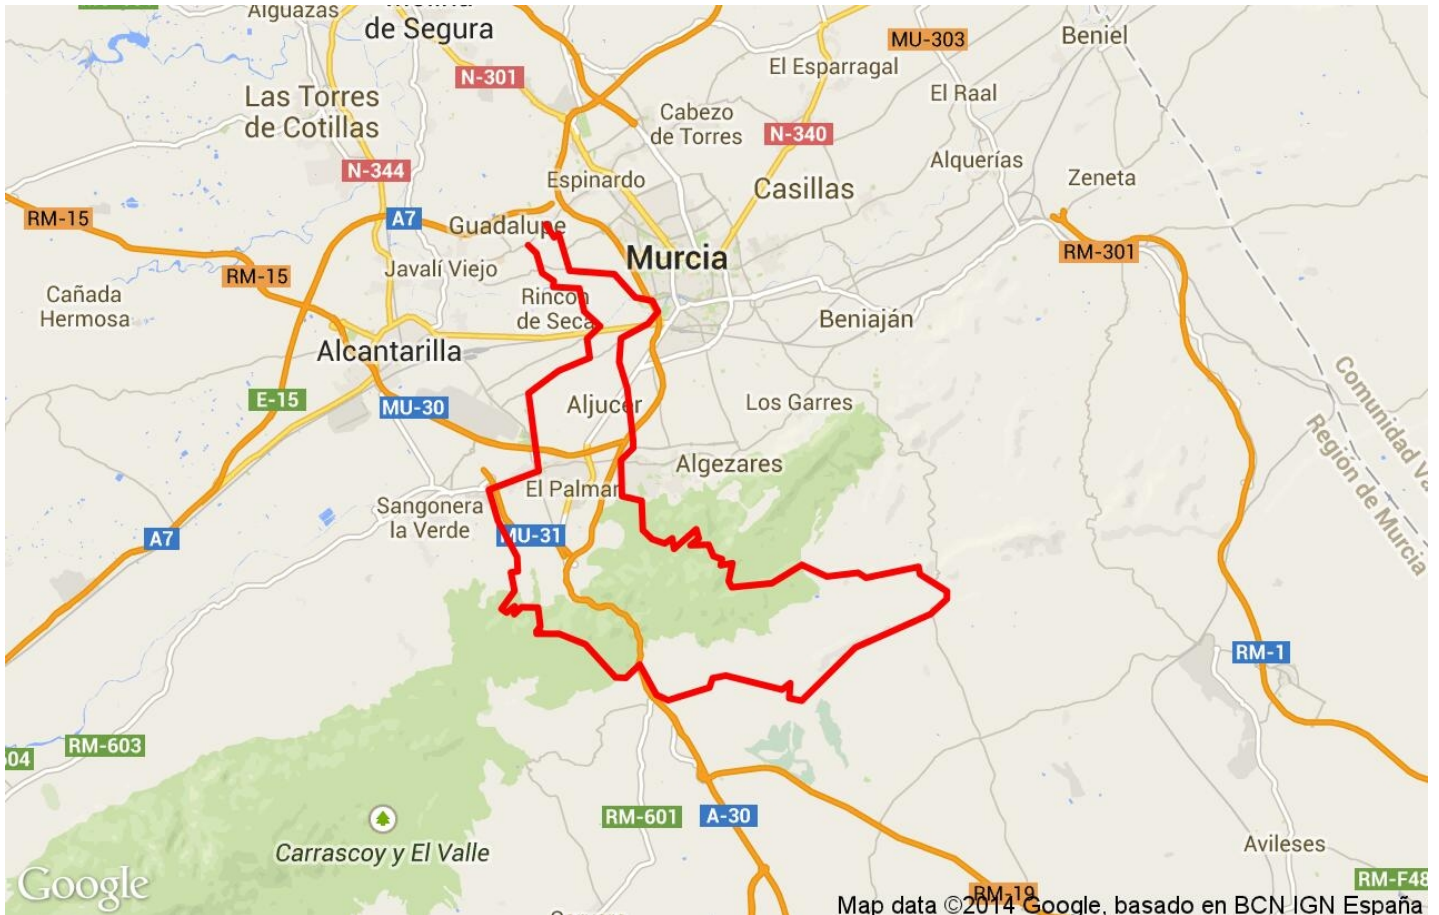 Alguazas
de Segura
MU-303
Beniel
N-301
El Esparragal
Las Torres
de Cotillas
El Raal
Cabezo
de Torres
N-340
N-344
Alquerías
Espinardo
Casillas
Zeneta
RM-15
A7
Guadalupe
Murcia
RM-301
Javalí Viejo
RM-15
Cañada
Hermosa
Rincón
de Seca
Beniaján
Alcantarilla
E-15
MU-30
Aljucer
Los Garres
Comunidad Va
Región de Murcia
Algezares
El Palmar
Sangonera
la Verde
A7
MU-31
RM-1
RM-603
04
RM-601
A-30
Carrascoy y El Valle
Avileses
RM-F48
Google
RM-19
Map data ©2014 Google, basado en BCN IGN España